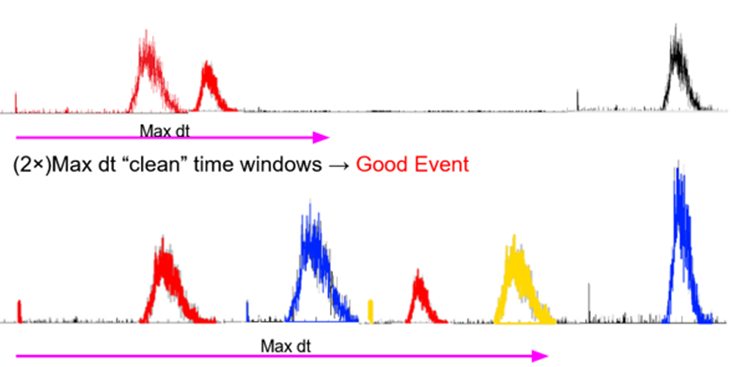 Max dt
(2×)Max dt “clean” time windows → Good Event
Max dt